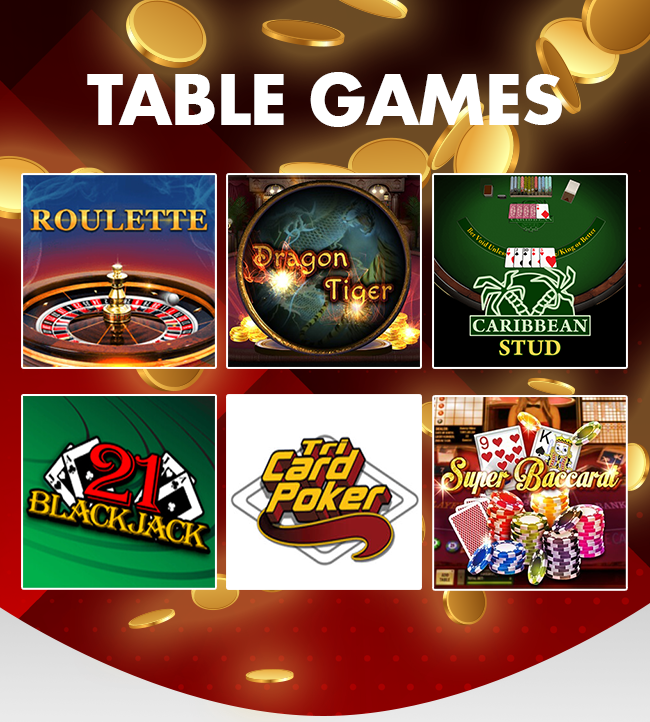 TABLE GAMES
ROULETTE
Dragon
Tiger
Bet Void Unless
/King or Better
CARIBBEAN
STUD
21
BLACKJACK
Tri
Card
Poker
9
K
Super Baccarat